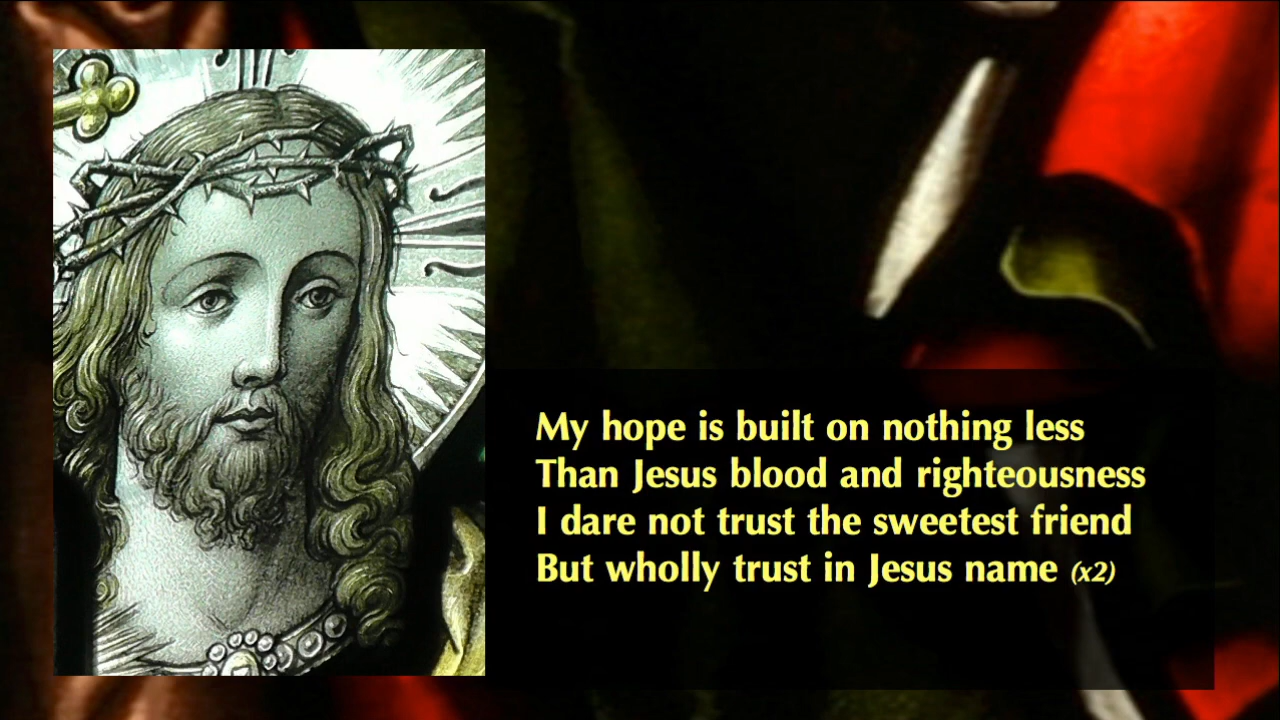 My hope is built on nothing less
Than Jesus blood and righteousness
I dare not trust the sweetest friend
But wholly trust in Jesus name (x2)